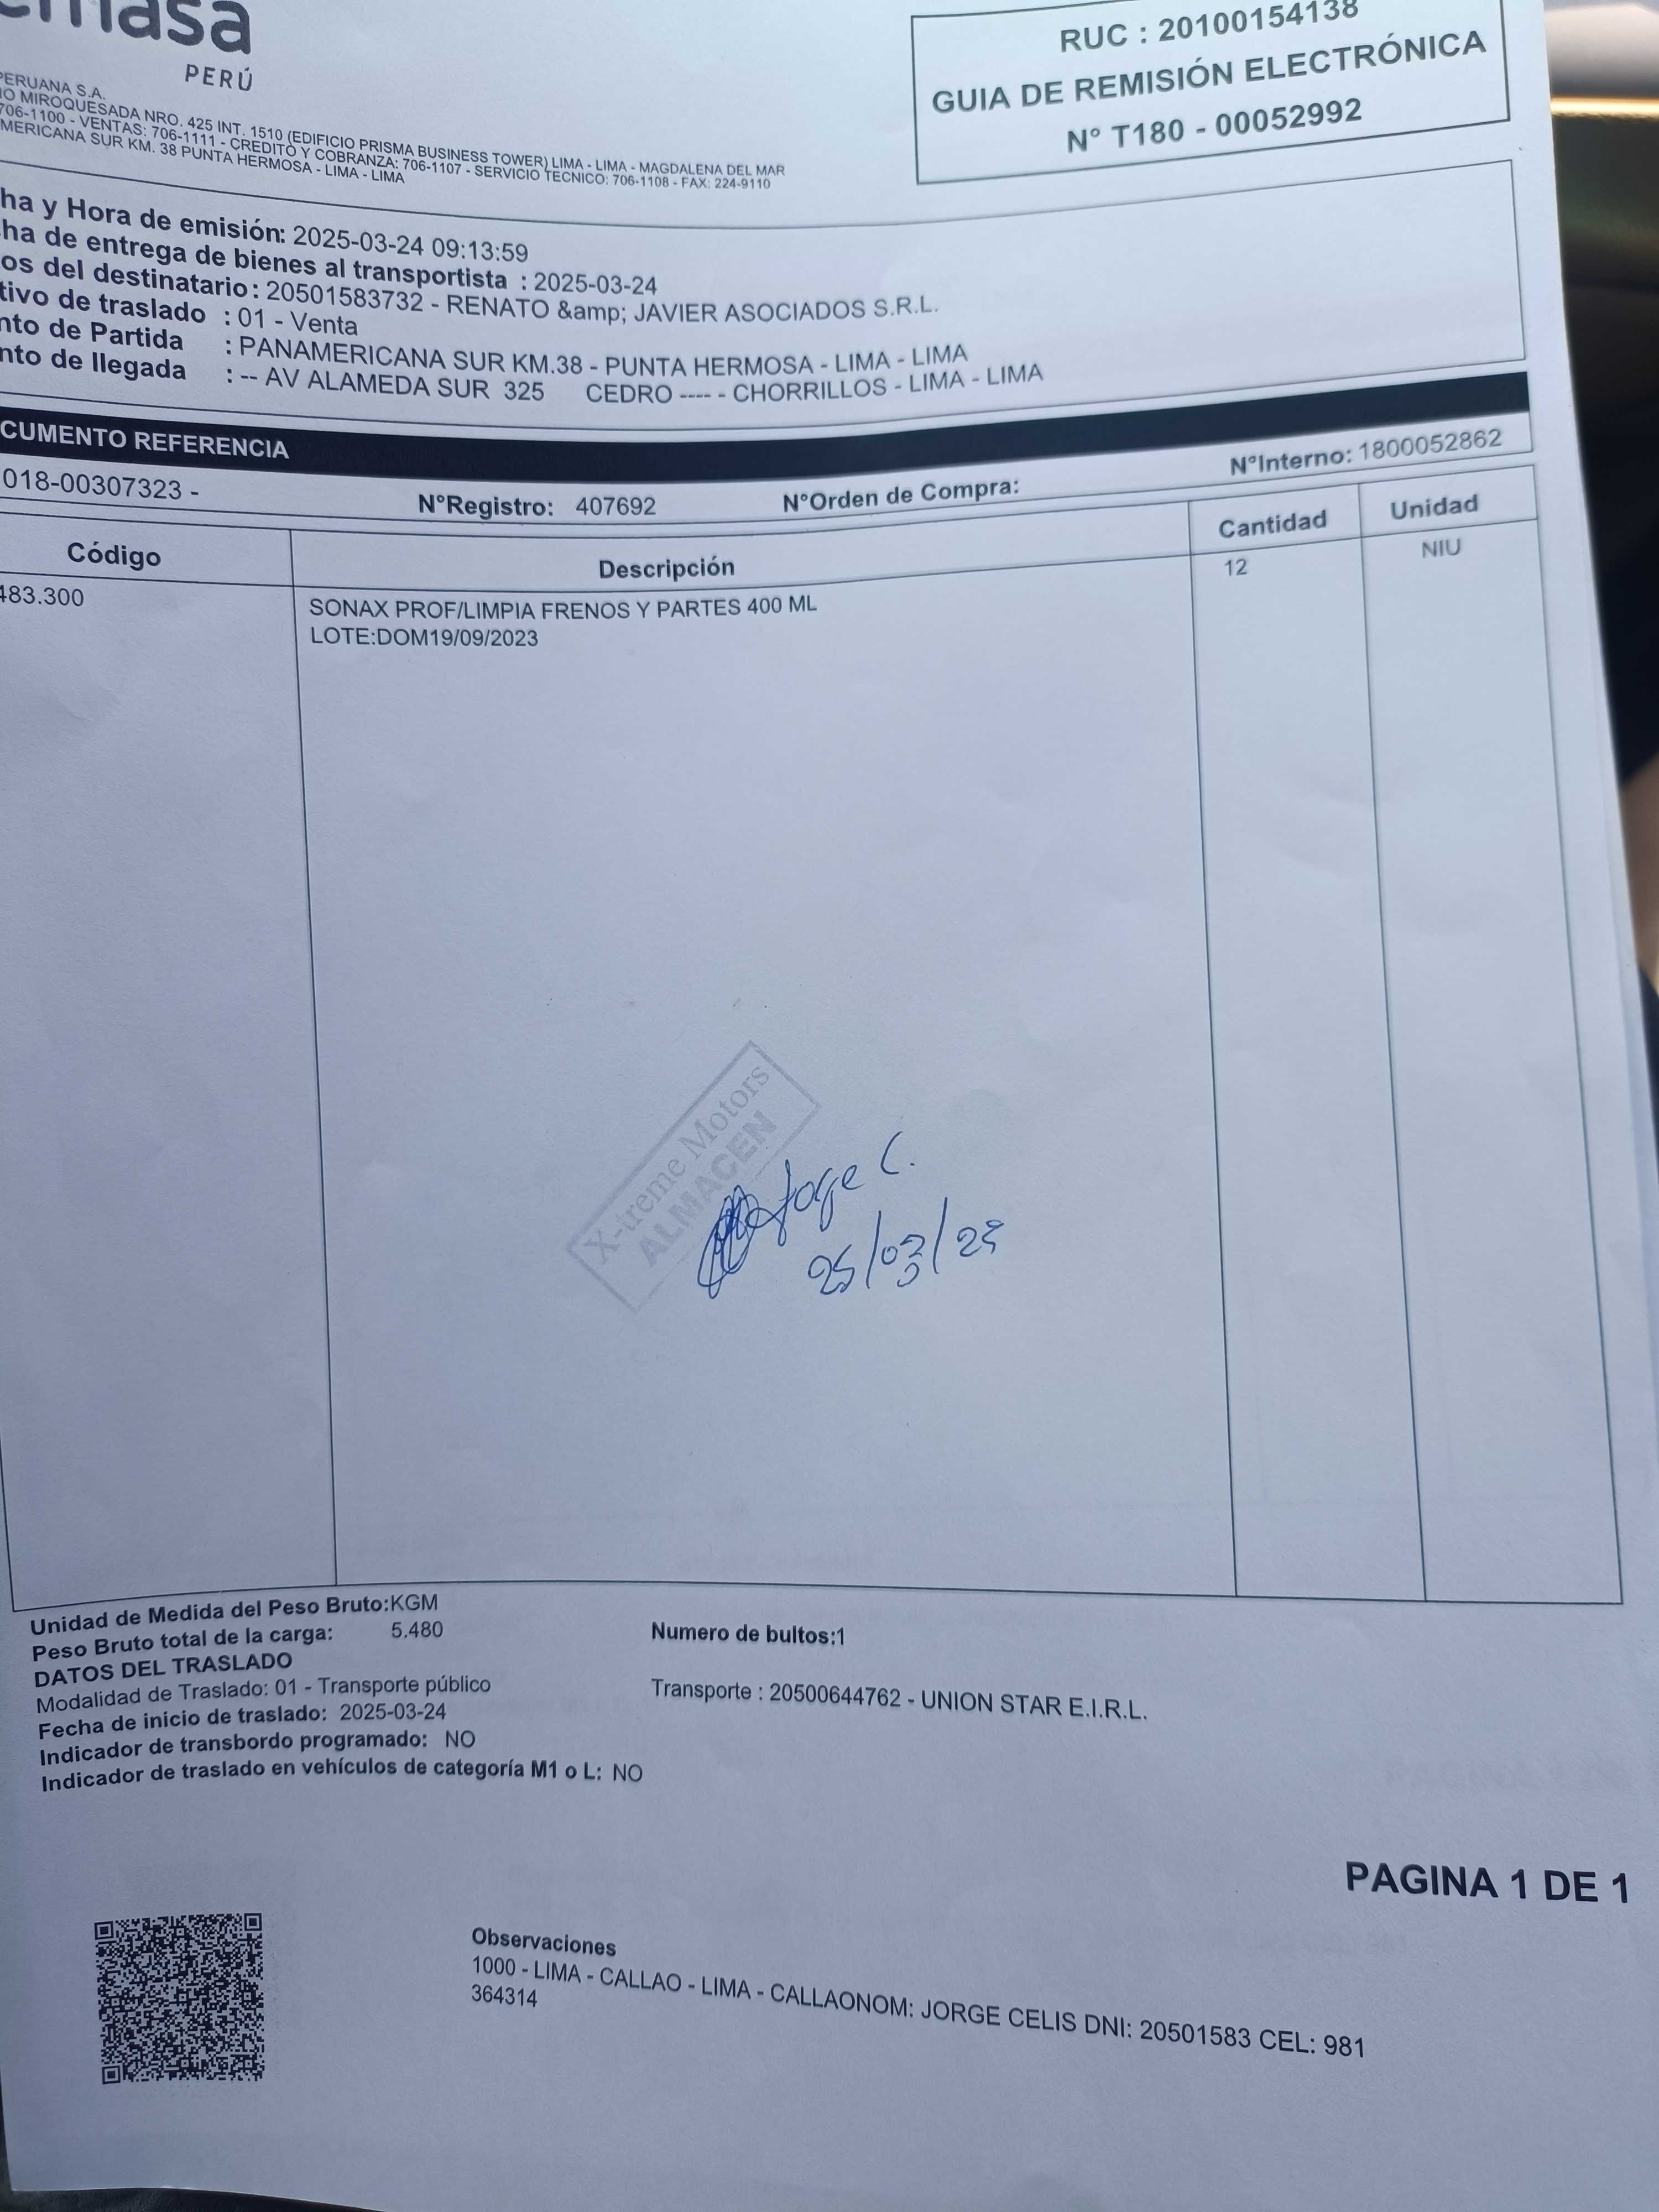 emasa
PERÚ
PERUANA S.A.
IO MIROQUESADA NRO. 425 INT. 1510 (EDIFICIO PRISMA BUSINESS TOWER) LIMA - LIMA - MAGDALENA DEL MAR
706-1100 - VENTAS: 706-1111 - CREDITO Y COBRANZA: 706-1107 - SERVICIO TECNICO: 706-1108 - FAX: 224-9110
MERICANA SUR KM. 38 PUNTA HERMOSA - LIMA - LIMA
RUC : 20100154138
GUIA DE REMISIÓN ELECTRÓNICA
N° T180 - 00052992
ha y Hora de emisión: 2025-03-24 09:13:59
ha de entrega de bienes al transportista : 2025-03-24
os del destinatario : 20501583732 - RENATO &amp; JAVIER ASOCIADOS S.R.L.
tivo de traslado : 01 - Venta
nto de Partida : PANAMERICANA SUR KM.38 - PUNTA HERMOSA - LIMA - LIMA
nto de llegada : -- AV ALAMEDA SUR 325 CEDRO ---- - CHORRILLOS - LIMA - LIMA
CUMENTO REFERENCIA
018-00307323 - N°Registro: 407692 N°Orden de Compra: N°Interno: 1800052862
Código Descripción Cantidad Unidad
483.300 SONAX PROF/LIMPIA FRENOS Y PARTES 400 ML 12 NIU
LOTE:DOM19/09/2023
X-treme Motors
ALMACEN
Jorge C.
25/03/25
Unidad de Medida del Peso Bruto:KGM
Peso Bruto total de la carga: 5.480 Numero de bultos:1
DATOS DEL TRASLADO
Modalidad de Traslado: 01 - Transporte público Transporte : 20500644762 - UNION STAR E.I.R.L.
Fecha de inicio de traslado: 2025-03-24
Indicador de transbordo programado: NO
Indicador de traslado en vehículos de categoría M1 o L: NO
PAGINA 1 DE 1
Observaciones
1000 - LIMA - CALLAO - LIMA - CALLAONOM: JORGE CELIS DNI: 20501583 CEL: 981
364314